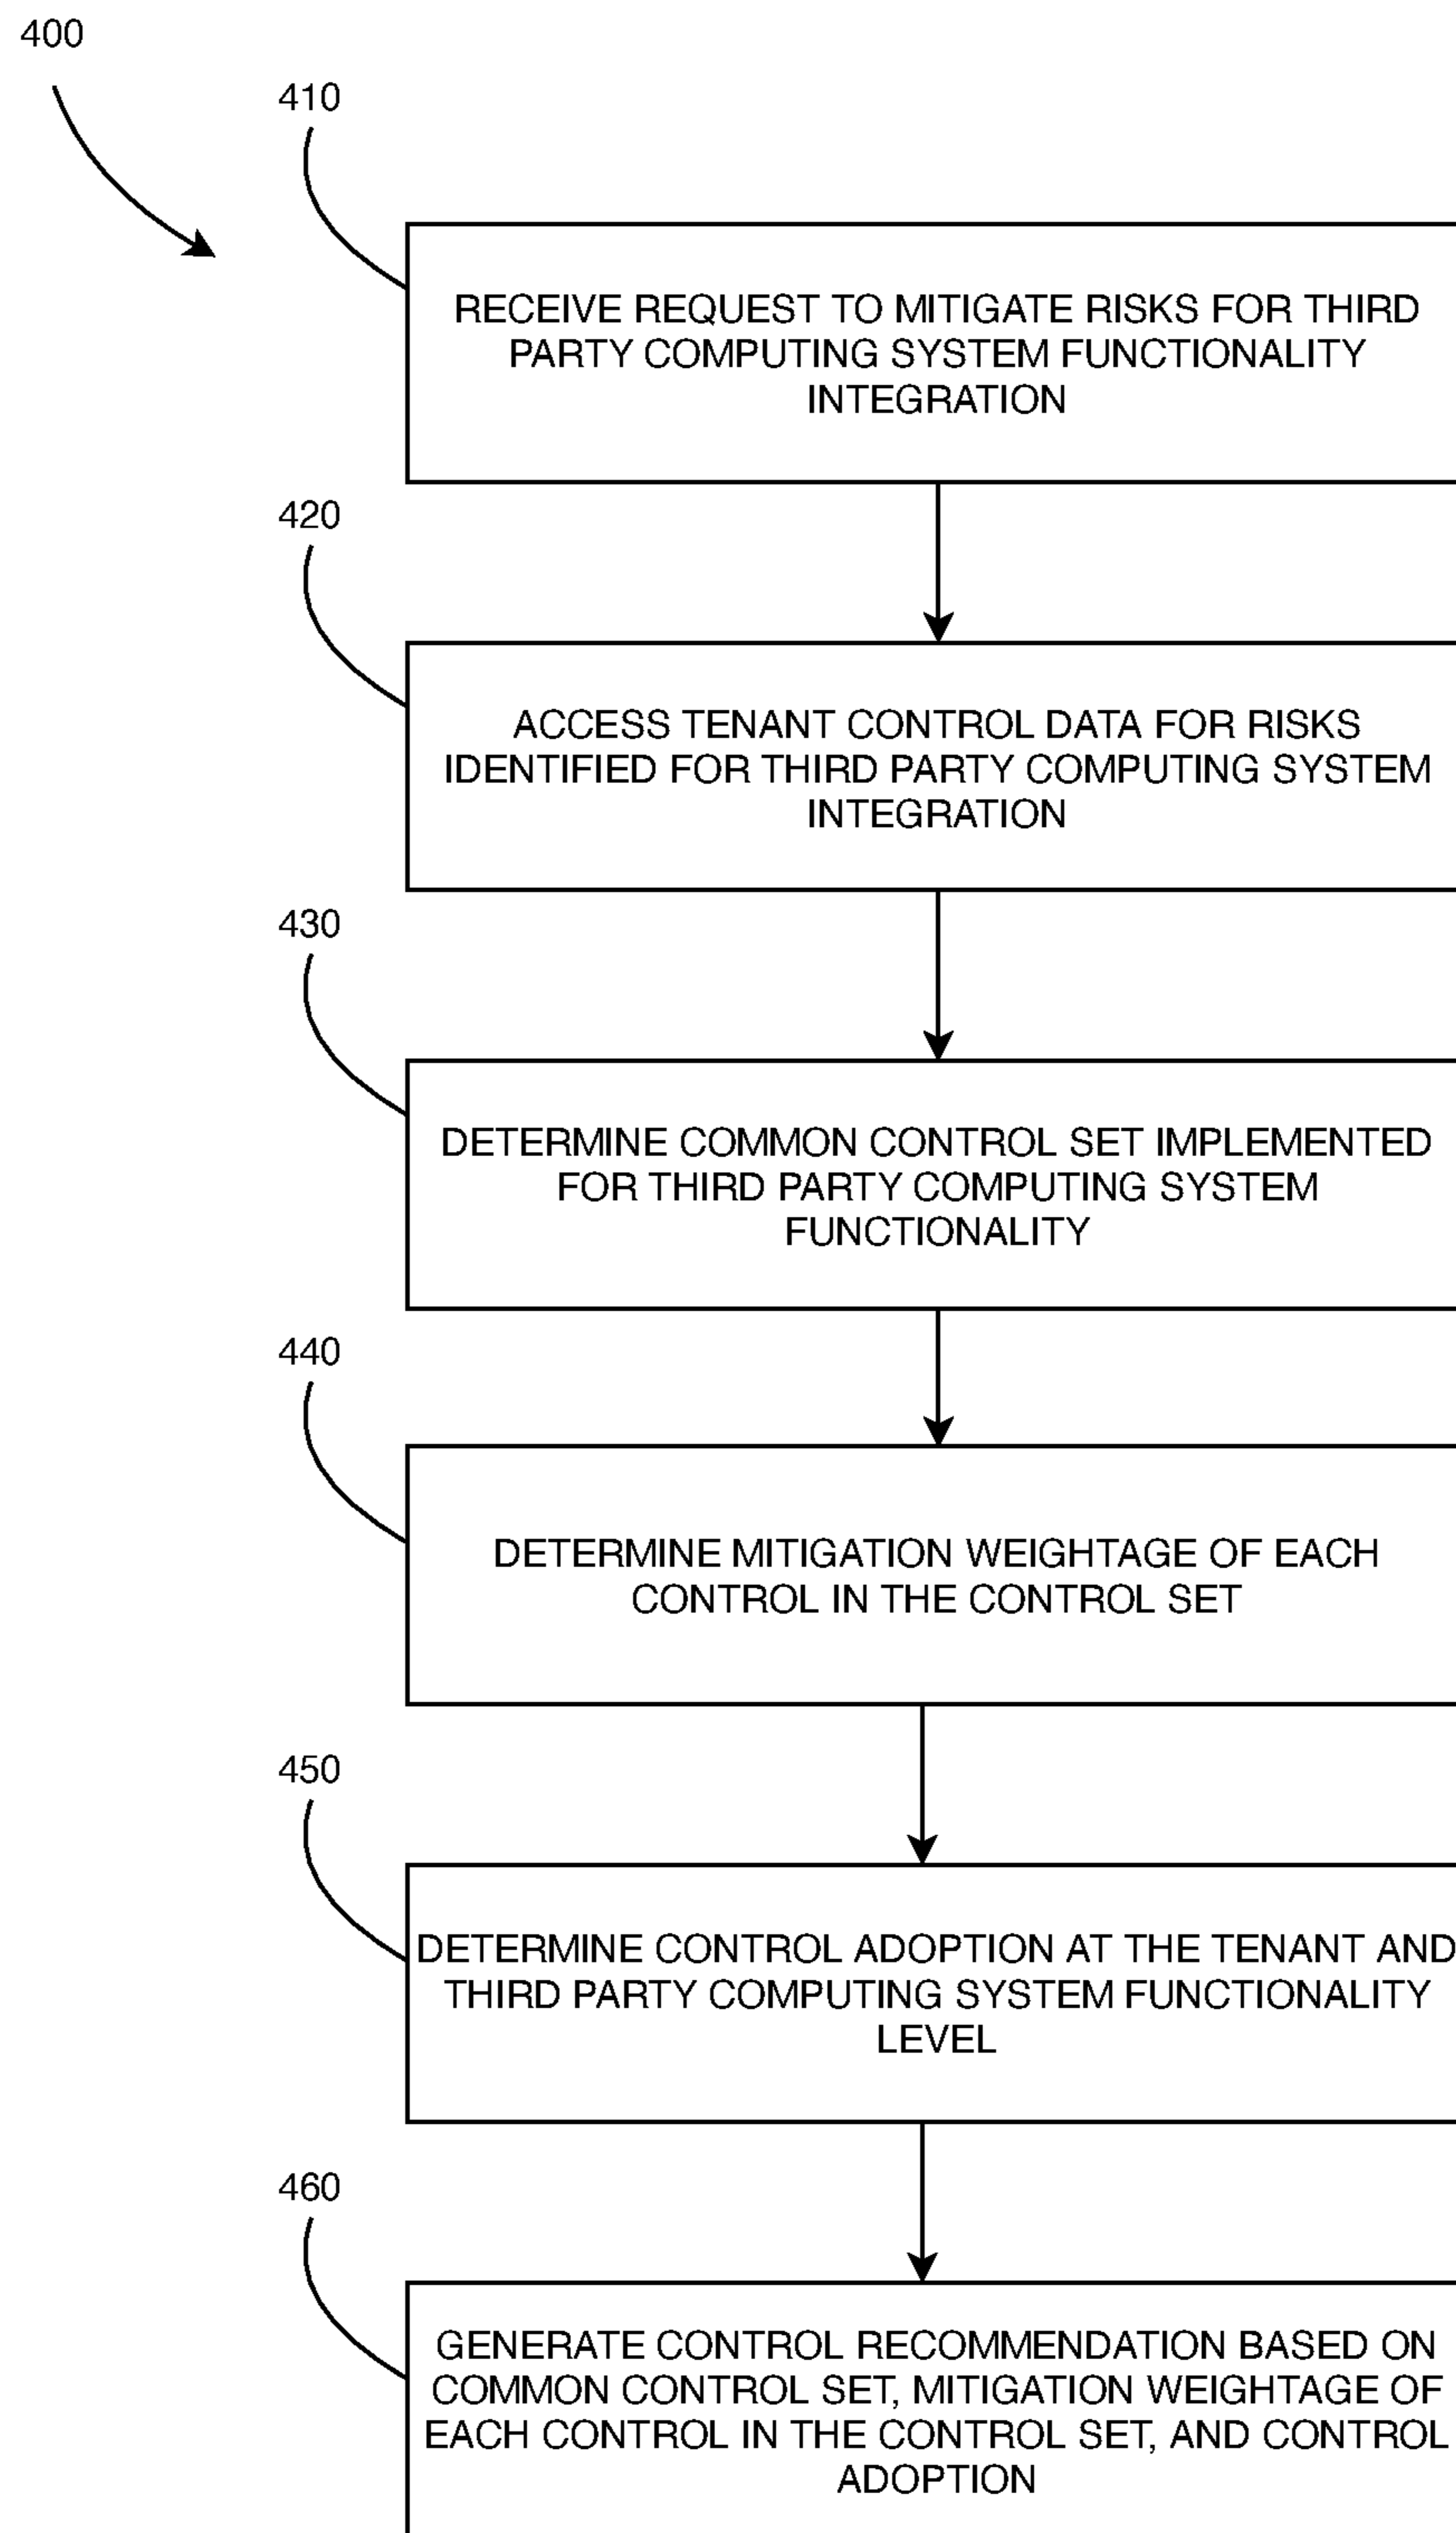 400
410
RECEIVE REQUEST TO MITIGATE RISKS FOR THIRD
PARTY COMPUTING SYSTEM FUNCTIONALITY
INTEGRATION
420
ACCESS TENANT CONTROL DATA FOR RISKS
IDENTIFIED FOR THIRD PARTY COMPUTING SYSTEM
INTEGRATION
430
DETERMINE COMMON CONTROL SET IMPLEMENTED
FOR THIRD PARTY COMPUTING SYSTEM
FUNCTIONALITY
440
DETERMINE MITIGATION WEIGHTAGE OF EACH
CONTROL IN THE CONTROL SET
450
DETERMINE CONTROL ADOPTION AT THE TENANT AND
THIRD PARTY COMPUTING SYSTEM FUNCTIONALITY
LEVEL
460
GENERATE CONTROL RECOMMENDATION BASED ON
COMMON CONTROL SET, MITIGATION WEIGHTAGE OF
EACH CONTROL IN THE CONTROL SET, AND CONTROL
ADOPTION